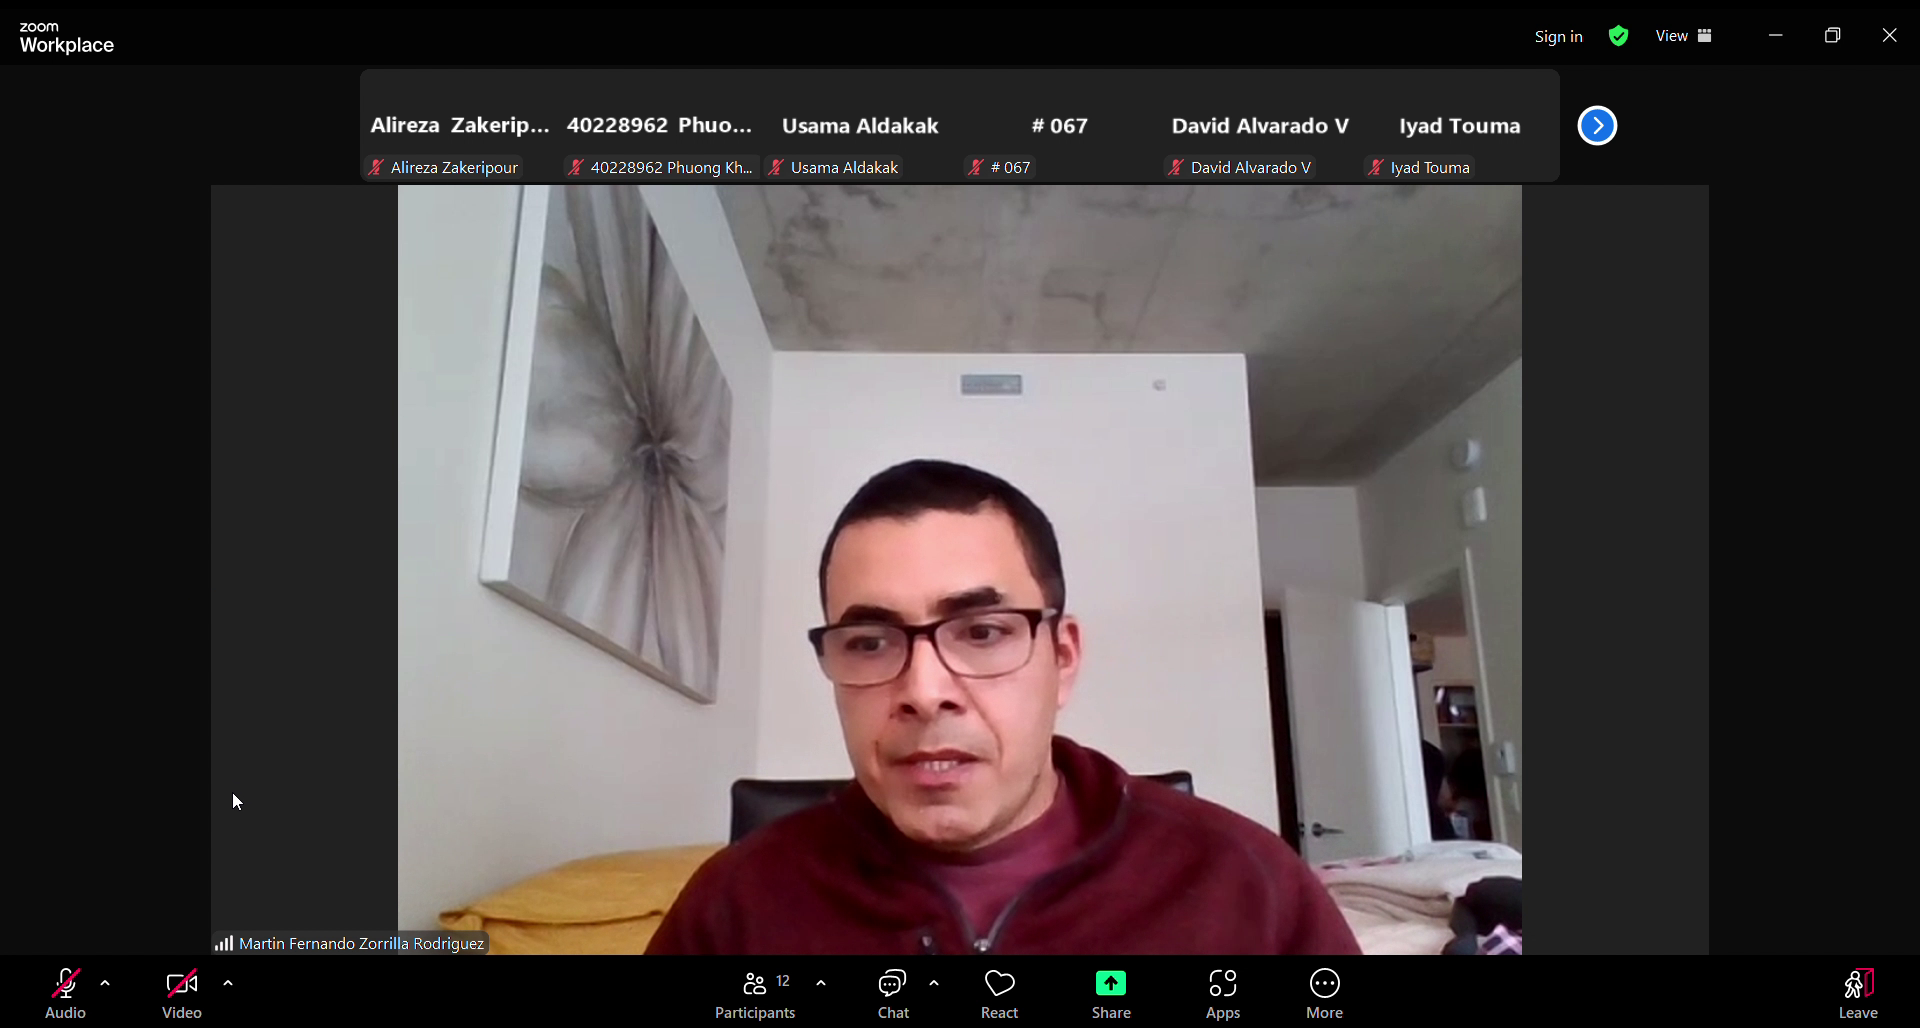 zoom
Workplace
Sign in
View
Alireza Zakerip...
40228962 Phuo...
Usama Aldakak
# 067
David Alvarado V
Iyad Touma
Alireza Zakeripour
40228962 Phuong Kh...
Usama Aldakak
# 067
David Alvarado V
Iyad Touma
Martin Fernando Zorrilla Rodriguez
Audio
Video
12
Participants
Chat
React
Share
Apps
More
Leave